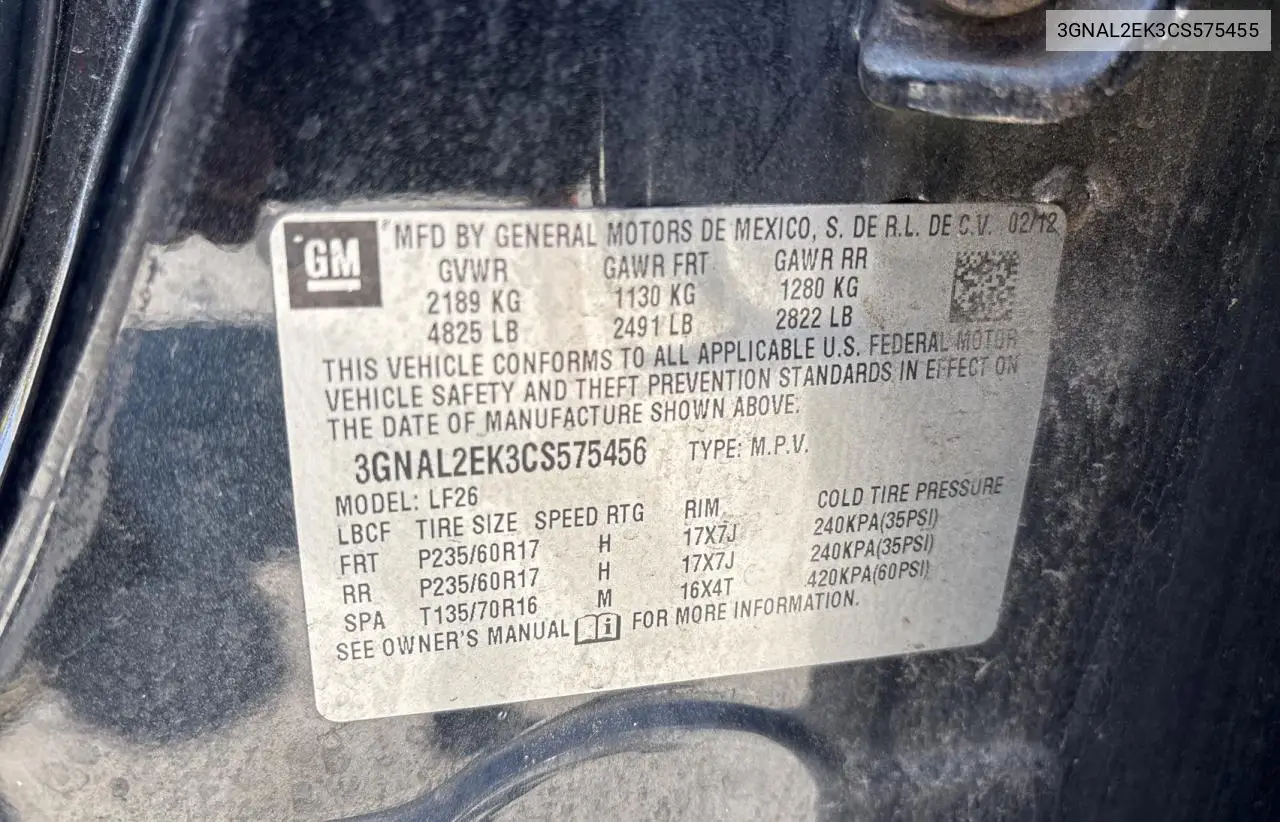 3GNAL2EK3CS575455
GM
MFD BY GENERAL MOTORS DE MEXICO, S. DE R.L. DE C.V. 02/12
GVWR GAWR FRT GAWR RR
2189 KG 1130 KG 1280 KG
4825 LB 2491 LB 2822 LB
THIS VEHICLE CONFORMS TO ALL APPLICABLE U.S. FEDERAL MOTOR
VEHICLE SAFETY AND THEFT PREVENTION STANDARDS IN EFFECT ON
THE DATE OF MANUFACTURE SHOWN ABOVE.
3GNAL2EK3CS575456 TYPE: M.P.V.
MODEL: LF26
LBCF TIRE SIZE SPEED RTG RIM COLD TIRE PRESSURE
FRT P235/60R17 H 17X7J 240KPA(35PSI)
RR P235/60R17 H 17X7J 240KPA(35PSI)
SPA T135/70R16 M 16X4T 420KPA(60PSI)
SEE OWNER'S MANUAL FOR MORE INFORMATION.